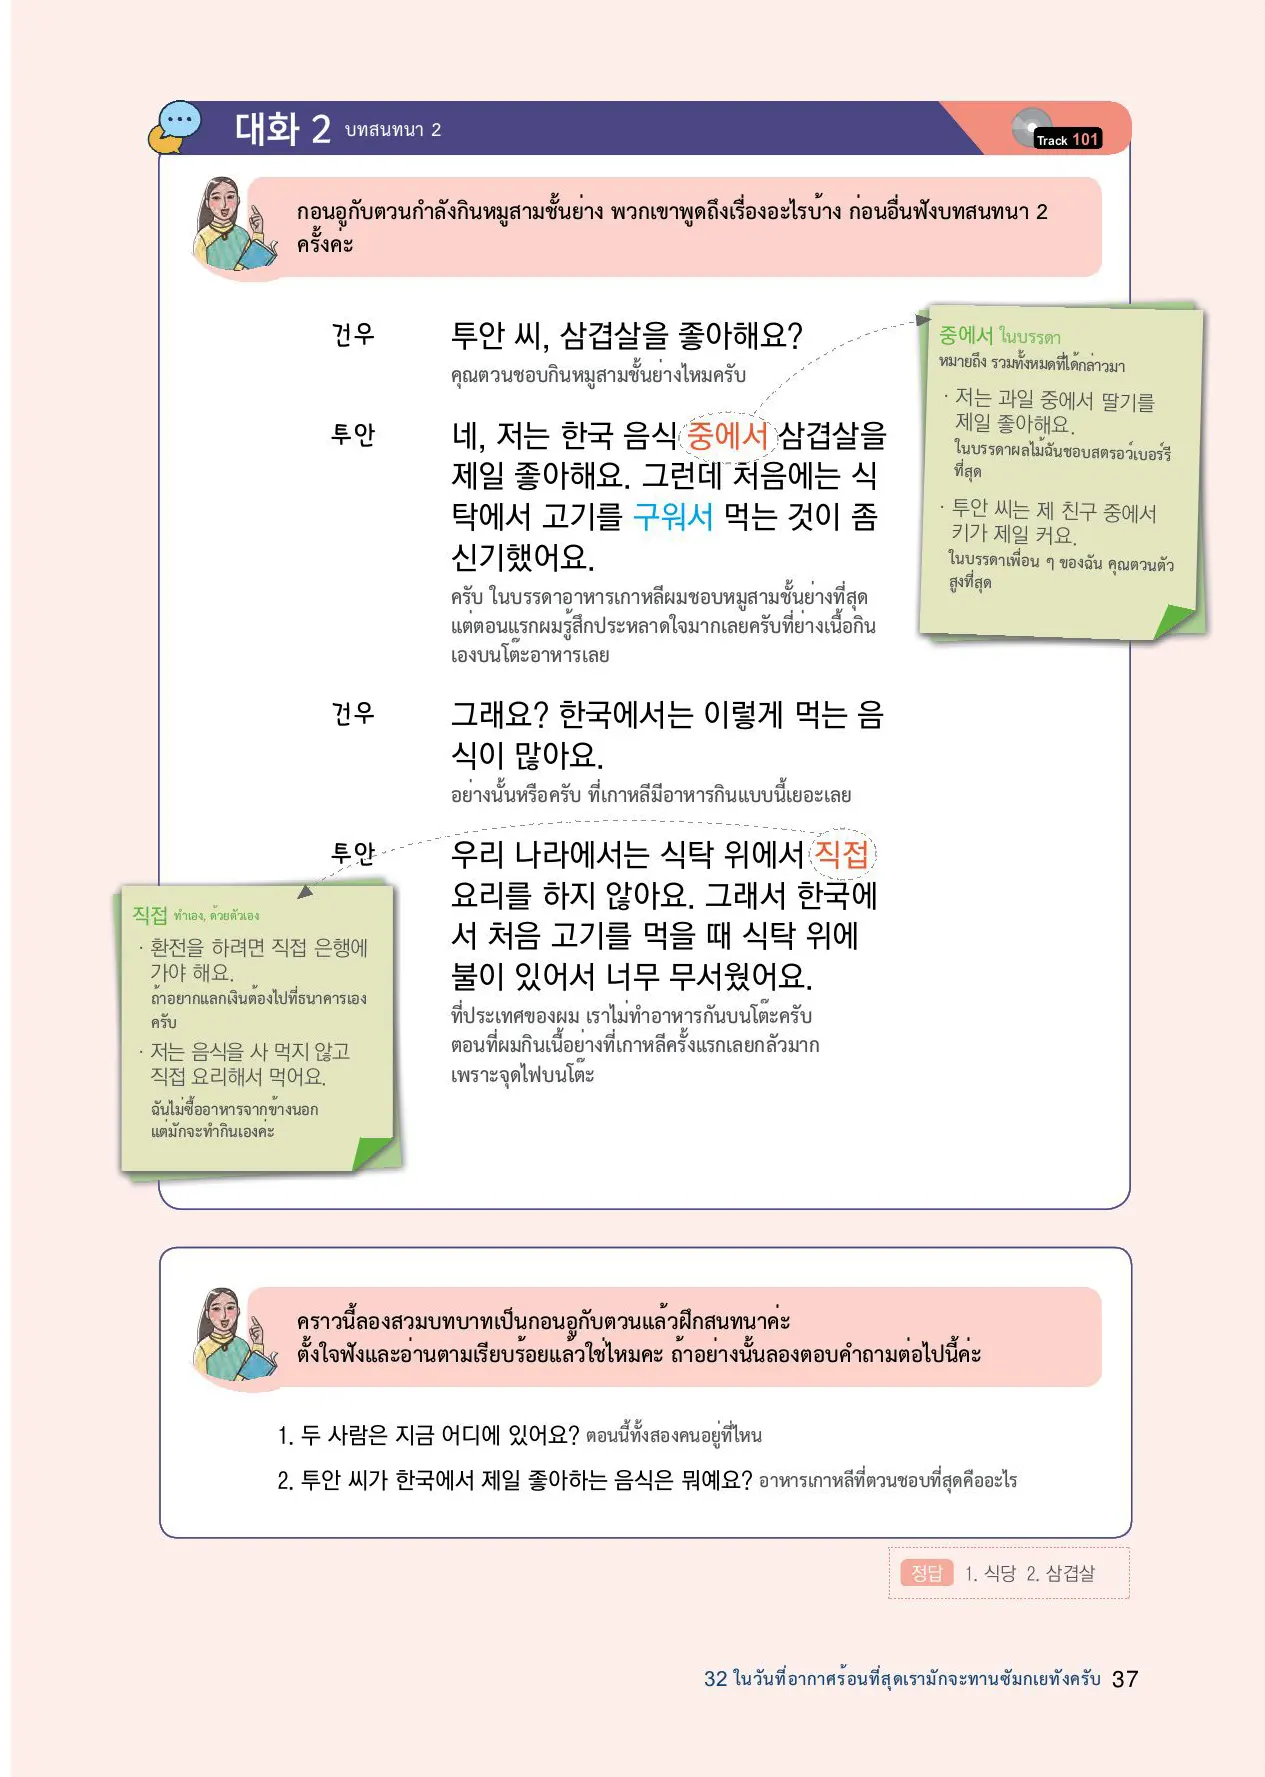 대화 2 บทสนทนา 2
Track 101
กอนอูกับตวนกำลังกินหมูสามชั้นย่าง พวกเขาพูดถึงเรื่องอะไรบ้าง ก่อนอื่นฟังบทสนทนา 2
ครั้งค่ะ
건우 투안 씨, 삼겹살을 좋아해요?
คุณตวนชอบกินหมูสามชั้นย่างไหมครับ
투안 네, 저는 한국 음식 중에서 삼겹살을
제일 좋아해요. 그런데 처음에는 식
탁에서 고기를 구워서 먹는 것이 좀
신기했어요.
ครับ ในบรรดาอาหารเกาหลีผมชอบหมูสามชั้นย่างที่สุด
แต่ตอนแรกผมรู้สึกประหลาดใจมากเลยครับที่ย่างเนื้อกิน
เองบนโต๊ะอาหารเลย
중에서 ในบรรดา
หมายถึง รวมทั้งหมดที่ได้กล่าวมา
· 저는 과일 중에서 딸기를
제일 좋아해요.
ในบรรดาผลไม้ฉันชอบสตรอว์เบอร์รี
ที่สุด
· 투안 씨는 제 친구 중에서
키가 제일 커요.
ในบรรดาเพื่อน ๆ ของฉัน คุณตวนตัว
สูงที่สุด
건우 그래요? 한국에서는 이렇게 먹는 음
식이 많아요.
อย่างนั้นหรือครับ ที่เกาหลีมีอาหารกินแบบนี้เยอะเลย
투안 우리 나라에서는 식탁 위에서 직접
요리를 하지 않아요. 그래서 한국에
서 처음 고기를 먹을 때 식탁 위에
불이 있어서 너무 무서웠어요.
ที่ประเทศของผม เราไม่ทำอาหารกันบนโต๊ะครับ
ตอนที่ผมกินเนื้อย่างที่เกาหลีครั้งแรกเลยกลัวมาก
เพราะจุดไฟบนโต๊ะ
직접 ทำเอง, ด้วยตัวเอง
· 환전을 하려면 직접 은행에
가야 해요.
ถ้าอยากแลกเงินต้องไปที่ธนาคารเอง
ครับ
· 저는 음식을 사 먹지 않고
직접 요리해서 먹어요.
ฉันไม่ซื้ออาหารจากข้างนอก
แต่มักจะทำกินเองค่ะ
คราวนี้ลองสวมบทบาทเป็นกอนอูกับตวนแล้วฝึกสนทนาค่ะ
ตั้งใจฟังและอ่านตามเรียบร้อยแล้วใช่ไหมคะ ถ้าอย่างนั้นลองตอบคำถามต่อไปนี้ค่ะ
1. 두 사람은 지금 어디에 있어요? ตอนนี้ทั้งสองคนอยู่ที่ไหน
2. 투안 씨가 한국에서 제일 좋아하는 음식은 뭐예요? อาหารเกาหลีที่ตวนชอบที่สุดคืออะไร
정답 1. 식당 2. 삼겹살
32 ในวันที่อากาศร้อนที่สุดเรามักจะทานซัมกเยทังครับ 37